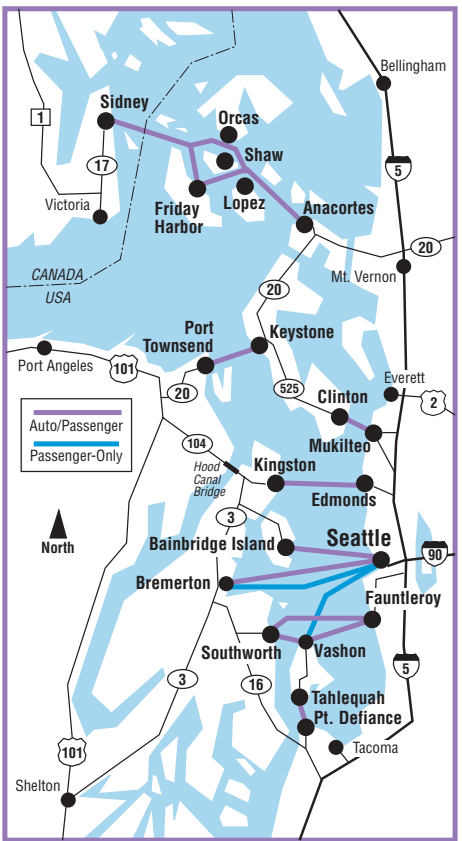 Bellingham
Sidney
1
Orcas
Shaw
17
5
Victoria
Friday
Harbor
Lopez
Anacortes
20
CANADA
USA
Mt. Vernon
20
Port
Townsend
Keystone
Port Angeles
101
20
525
Everett
2
Clinton
Mukilteo
Auto/Passenger
Passenger-Only
104
Hood
Canal
Bridge
Kingston
Edmonds
North
3
Bainbridge Island
Seattle
90
Bremerton
Fauntleroy
Southworth
Vashon
5
3
16
Tahlequah
Pt. Defiance
101
Tacoma
Shelton